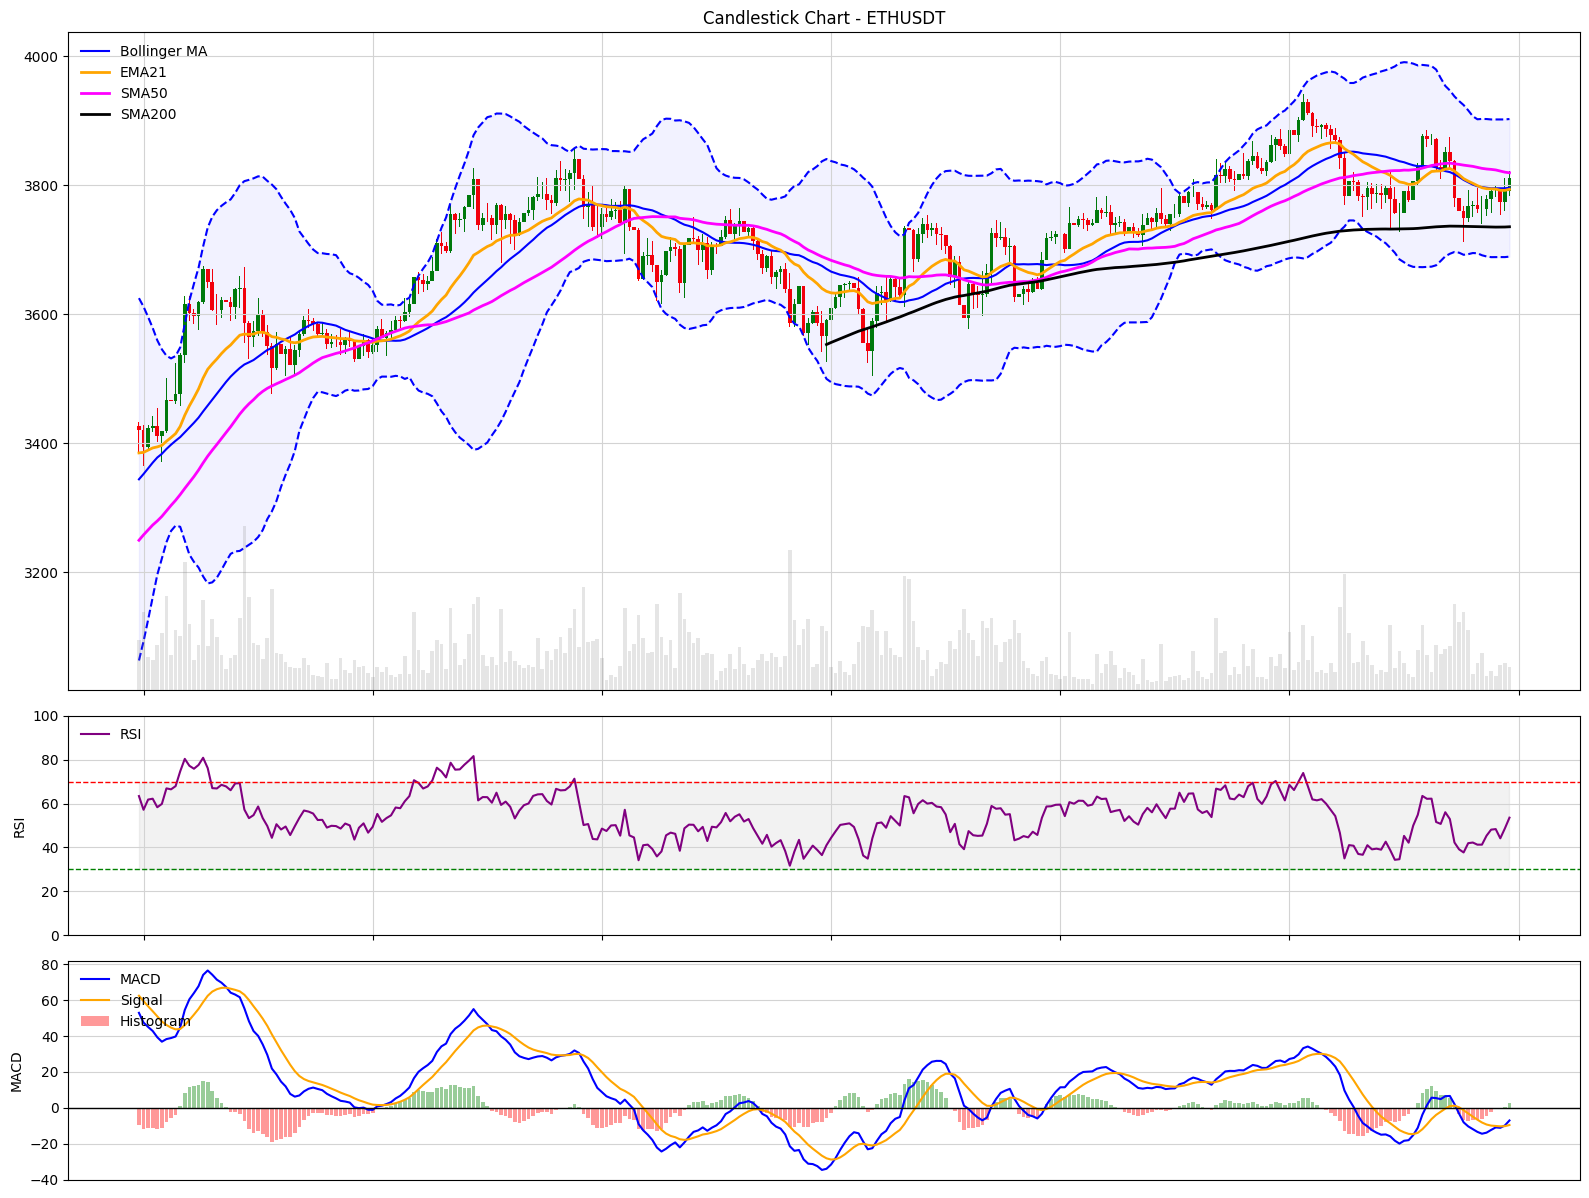 Candlestick Chart - ETHUSDT
4000
3800
3600
3400
3200
Bollinger MA
EMA21
SMA50
SMA200
100
80
60
40
20
0
RSI
RSI
80
60
40
20
0
−20
−40
MACD
MACD
Signal
Histogram